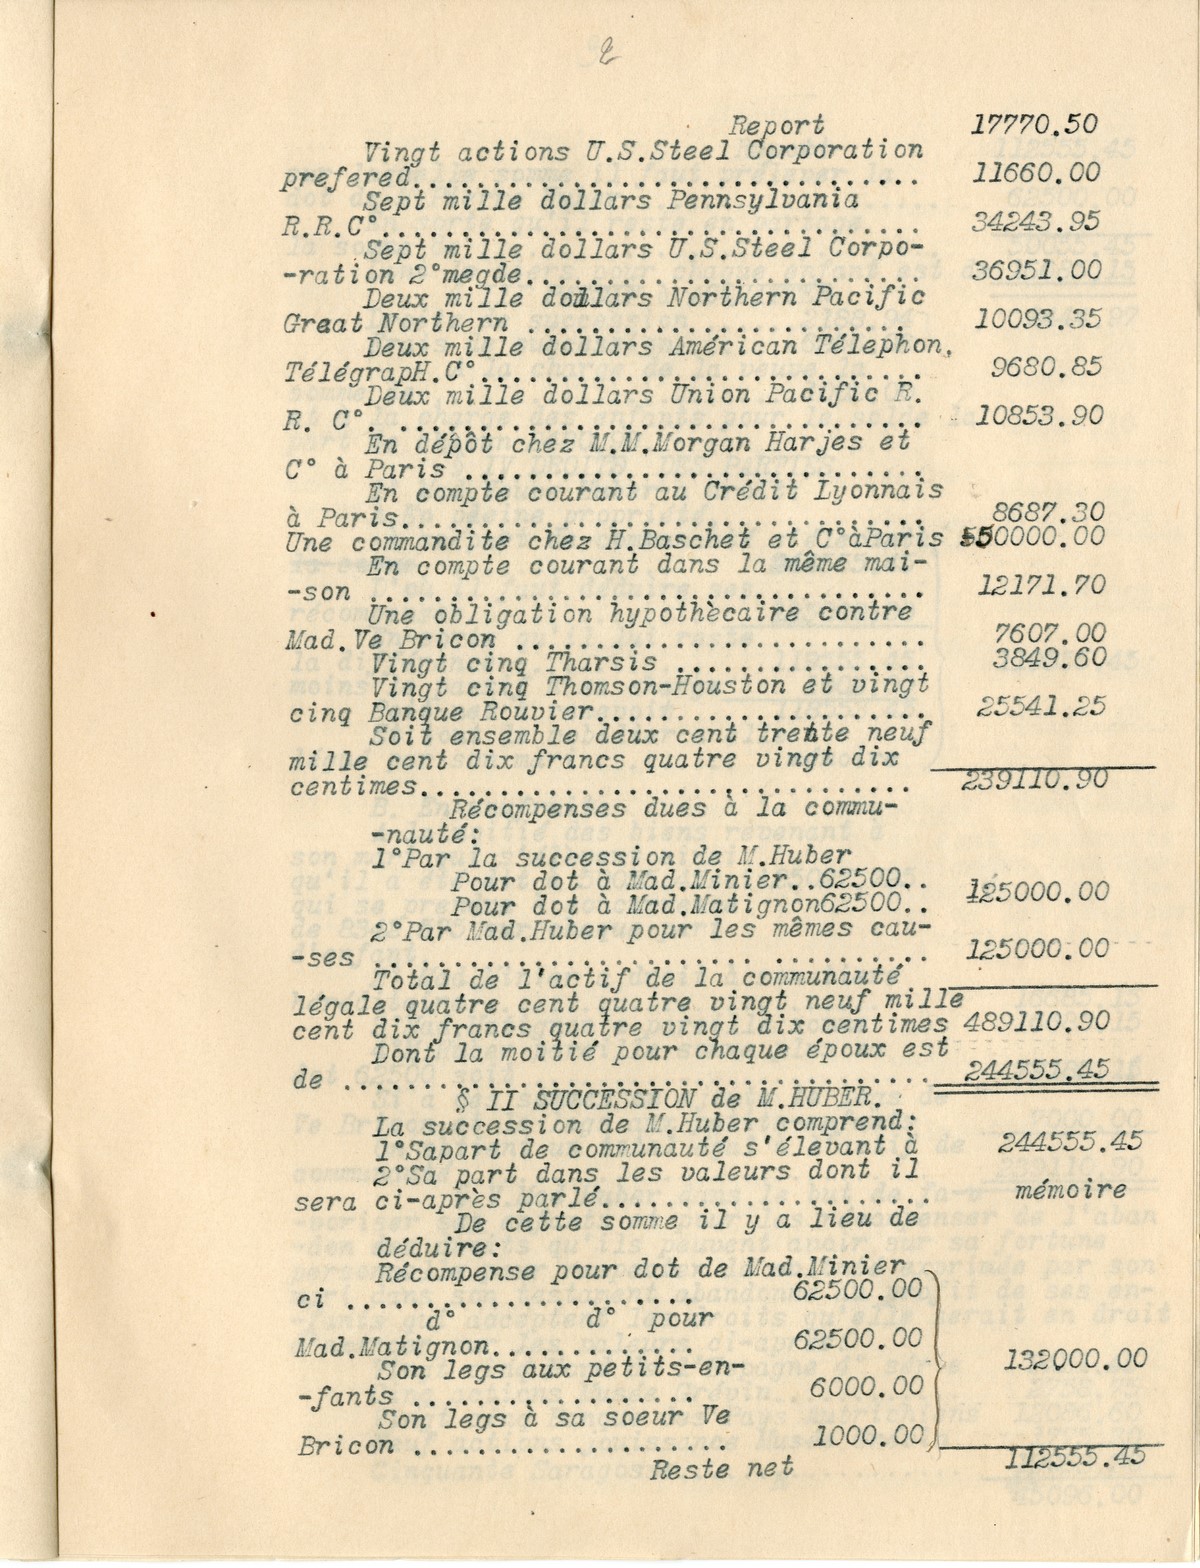 2
Report 17770.50
Vingt actions U.S.Steel Corporation
prefered................................ 11660.00
Sept mille dollars Pennsylvania
R.R.C°.................................. 34243.95
Sept mille dollars U.S.Steel Corpo-
-ration 2°megde......................... 36951.00
Deux mille dollars Northern Pacific
Great Northern ........................ 10093.35
Deux mille dollars Américan Télephon,
TélégrapH.C°............................ 9680.85
Deux mille dollars Union Pacific R.
R. C°. ................................. 10853.90
En dépôt chez M.M.Morgan Harjes et
C° à Paris .............................
En compte courant au Crédit Lyonnais
à Paris................................. 8687.30
Une commandite chez H.Baschet et C°àParis 50000.00
En compte courant dans la même mai-
-son ................................... 12171.70
Une obligation hypothècaire contre
Mad.Ve Bricon .......................... 7607.00
Vingt cinq Tharsis ................ 3849.60
Vingt cinq Thomson-Houston et vingt
cinq Banque Rouvier..................... 25541.25
Soit ensemble deux cent trente neuf
mille cent dix francs quatre vingt dix
centimes............................... 239110.90
Récompenses dues à la commu-
-nauté:
1°Par la succession de M.Huber
Pour dot à Mad.Minier..62500..
Pour dot à Mad.Matignon62500.. 125000.00
2°Par Mad.Huber pour les mêmes cau-
-ses ................................... 125000.00
Total de l'actif de la communauté
légale quatre cent quatre vingt neuf mille
cent dix francs quatre vingt dix centimes 489110.90
Dont la moitié pour chaque époux est
de ..................................... 244555.45
§ II SUCCESSION de M.HUBER.
La succession de M.Huber comprend:
1°Sapart de communauté s'élevant à 244555.45
2°Sa part dans les valeurs dont il
sera ci-après parlé..................... mémoire
De cette somme il y a lieu de
déduire:
Récompense pour dot de Mad.Minier
ci ...................... 62500.00
d° d° pour
Mad.Matignon............. 62500.00
Son legs aux petits-en- 132000.00
-fants .................. 6000.00
Son legs à sa soeur Ve
Bricon .................... 1000.00
Reste net 112555.45